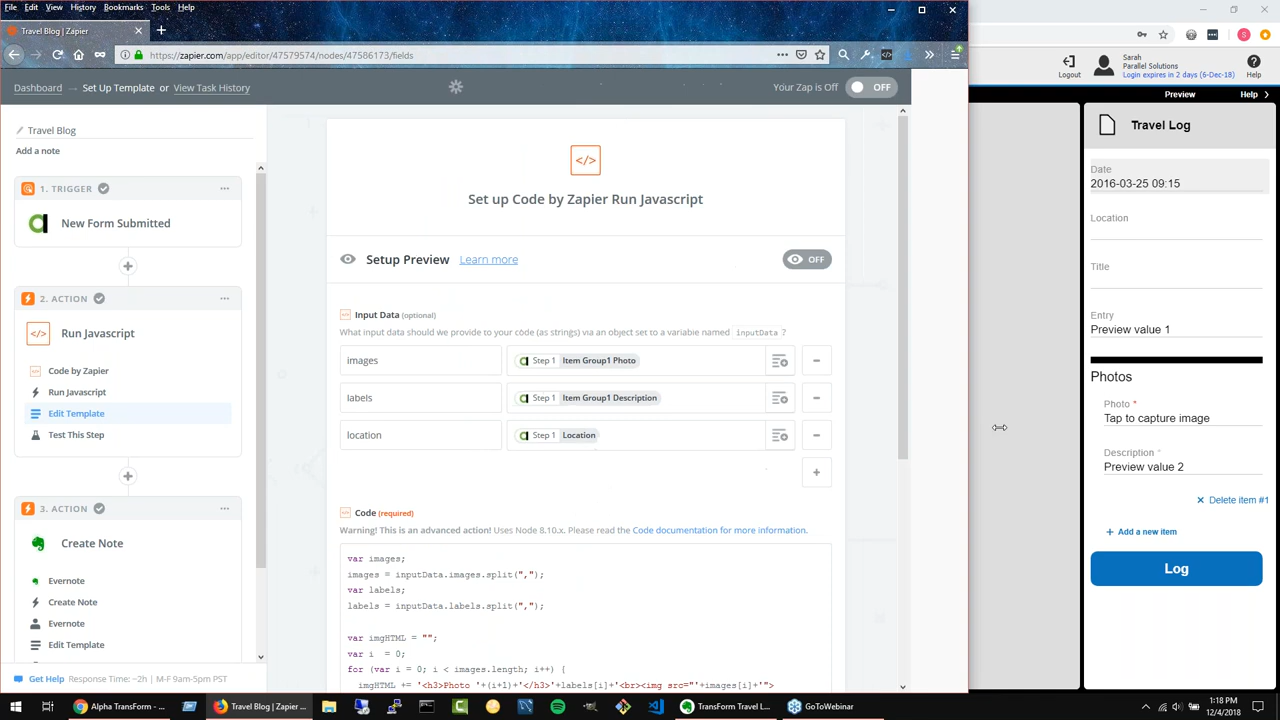 File Edit View History Bookmarks Tools Help
Travel Blog | Zapier
https://zapier.com/app/editor/47579574/nodes/47586173/fields
Dashboard → Set Up Template or View Task History
Your Zap is Off OFF
Travel Blog
Add a note
1. TRIGGER
New Form Submitted
2. ACTION
Run Javascript
Code by Zapier
Run Javascript
Edit Template
Test This Step
3. ACTION
Create Note
Evernote
Create Note
Evernote
Edit Template
Get Help Response Time: ~2h | M-F 9am-5pm PST
Set up Code by Zapier Run Javascript
Setup Preview Learn more OFF
Input Data (optional)
What input data should we provide to your code (as strings) via an object set to a variable named inputData ?
images Step 1 Item Group1 Photo
labels Step 1 Item Group1 Description
location Step 1 Location
Code (required)
Warning! This is an advanced action! Uses Node 8.10.x. Please read the Code documentation for more information.
var images;
images = inputData.images.split(",");
var labels;
labels = inputData.labels.split(",");
var imgHTML = "";
var i = 0;
for (var i = 0; i < images.length; i++) {
imgHTML += '<h3>Photo '+(i+1)+'</h3>'+labels[i]+'<br><img src="'+images[i]+'">
S
Logout
Sarah
Parallel Solutions
Login expires in 2 days (6-Dec-18)
Help
Preview Help
Travel Log
Date
2016-03-25 09:15
Location
Title
Entry
Preview value 1
Photos
Photo *
Tap to capture image
Description *
Preview value 2
Delete item #1
Add a new item
Log
Alpha TransForm - ...
Travel Blog | Zapier ...
TransForm Travel L...
GoToWebinar
1:18 PM
12/4/2018